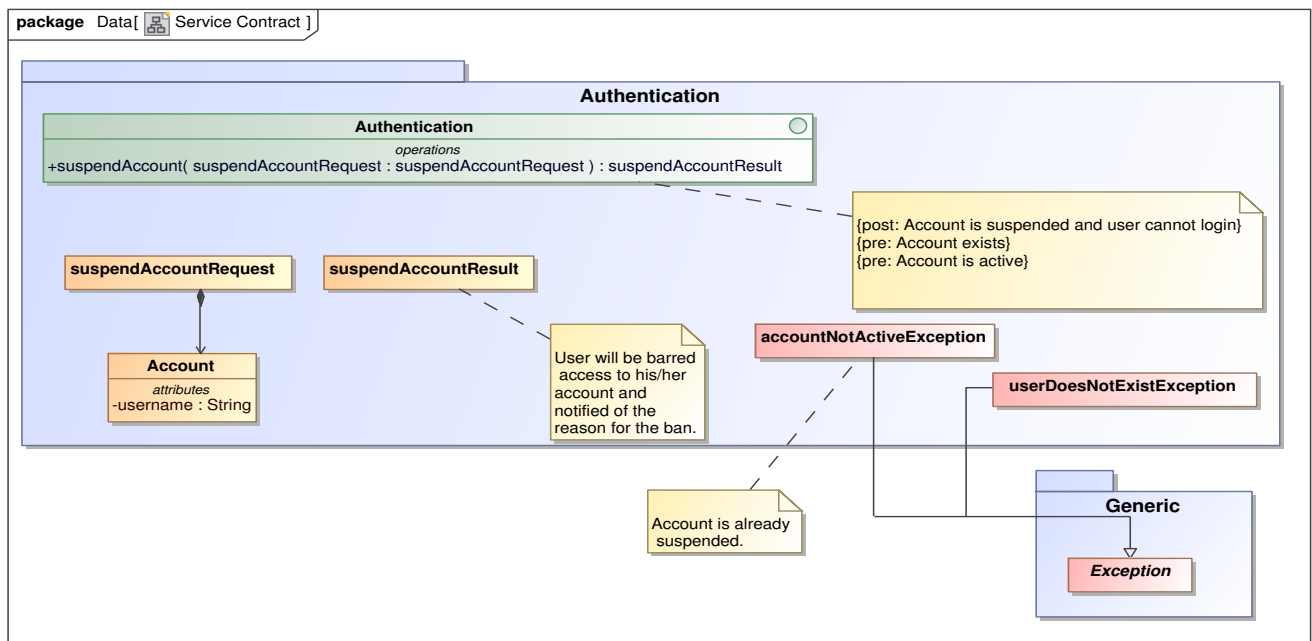 package Data[ Service Contract ]
Authentication
Authentication
operations
+suspendAccount( suspendAccountRequest : suspendAccountRequest ) : suspendAccountResult
{post: Account is suspended and user cannot login}
{pre: Account exists}
{pre: Account is active}
suspendAccountRequest
suspendAccountResult
Account
attributes
-username : String
User will be barred
access to his/her
account and
notified of the
reason for the ban.
accountNotActiveException
userDoesNotExistException
Account is already
suspended.
Generic
Exception